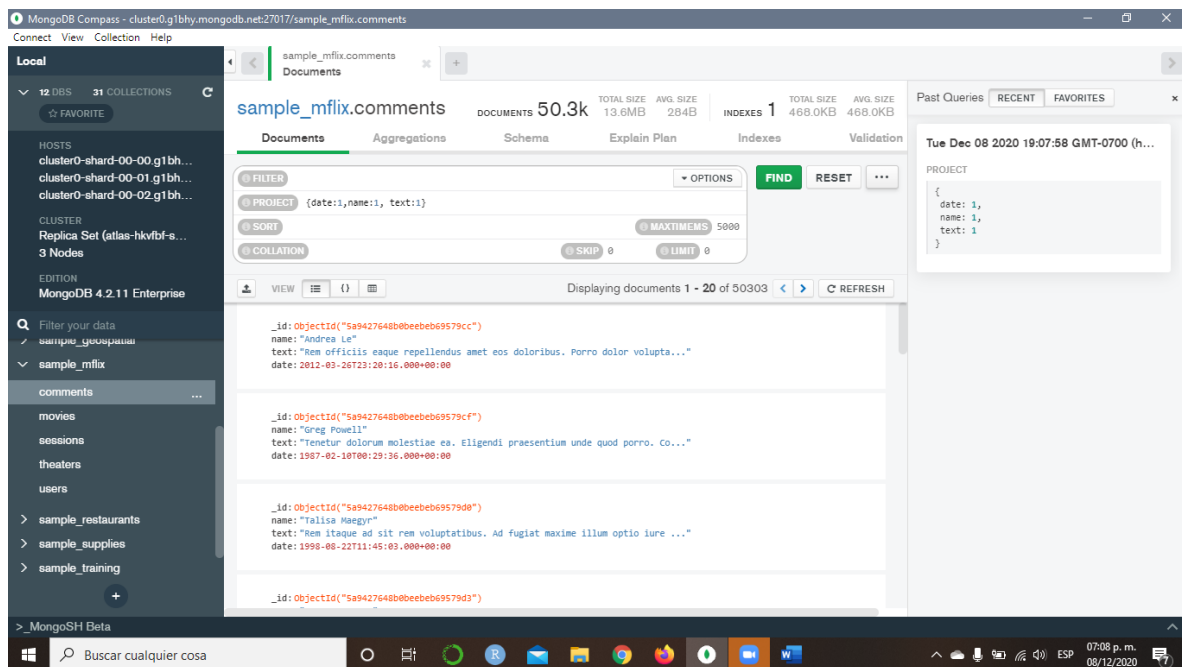 MongoDB Compass - cluster0.g1bhy.mongodb.net:27017/sample_mflix.comments
Connect View Collection Help
Local
12 DBS 31 COLLECTIONS
FAVORITE
HOSTS
cluster0-shard-00-00.g1bh...
cluster0-shard-00-01.g1bh...
cluster0-shard-00-02.g1bh...
CLUSTER
Replica Set (atlas-hkvfbf-s...
3 Nodes
EDITION
MongoDB 4.2.11 Enterprise
Filter your data
sample_geospatial
sample_mflix
comments ...
movies
sessions
theaters
users
sample_restaurants
sample_supplies
sample_training
+
sample_mflix.comments
Documents
+
sample_mflix.comments
DOCUMENTS 50.3k TOTAL SIZE 13.6MB AVG. SIZE 284B
INDEXES 1 TOTAL SIZE 468.0KB AVG. SIZE 468.0KB
Documents Aggregations Schema Explain Plan Indexes Validation
FILTER OPTIONS FIND RESET ...
PROJECT {date:1,name:1, text:1}
SORT MAXTIMEMS 5000
COLLATION SKIP 0 LIMIT 0
VIEW {} Displaying documents 1 - 20 of 50303 < > REFRESH
_id: ObjectId("5a9427648b0beebeb69579cc")
name: "Andrea Le"
text: "Rem officiis eaque repellendus amet eos doloribus. Porro dolor volupta..."
date: 2012-03-26T23:20:16.000+00:00
_id: ObjectId("5a9427648b0beebeb69579cf")
name: "Greg Powell"
text: "Tenetur dolorum molestiae ea. Eligendi praesentium unde quod porro. Co..."
date: 1987-02-10T00:29:36.000+00:00
_id: ObjectId("5a9427648b0beebeb69579d0")
name: "Talisa Maegyr"
text: "Rem itaque ad sit rem voluptatibus. Ad fugiat maxime illum optio iure ..."
date: 1998-08-22T11:45:03.000+00:00
_id: ObjectId("5a9427648b0beebeb69579d3")
Past Queries RECENT FAVORITES
Tue Dec 08 2020 19:07:58 GMT-0700 (h...
PROJECT
{
date: 1,
name: 1,
text: 1
}
>_MongoSH Beta
Buscar cualquier cosa
ESP
07:08 p. m.
08/12/2020